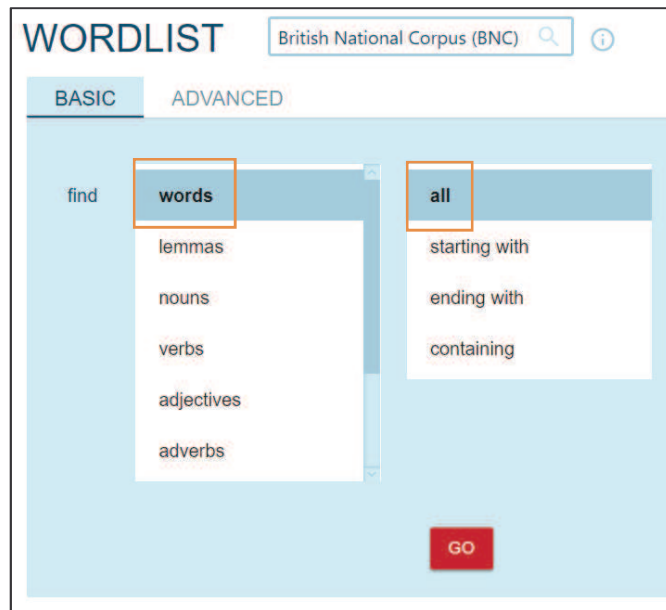 WORDLIST British National Corpus (BNC)
BASIC ADVANCED
find words all
lemmas starting with
nouns ending with
verbs containing
adjectives
adverbs
GO